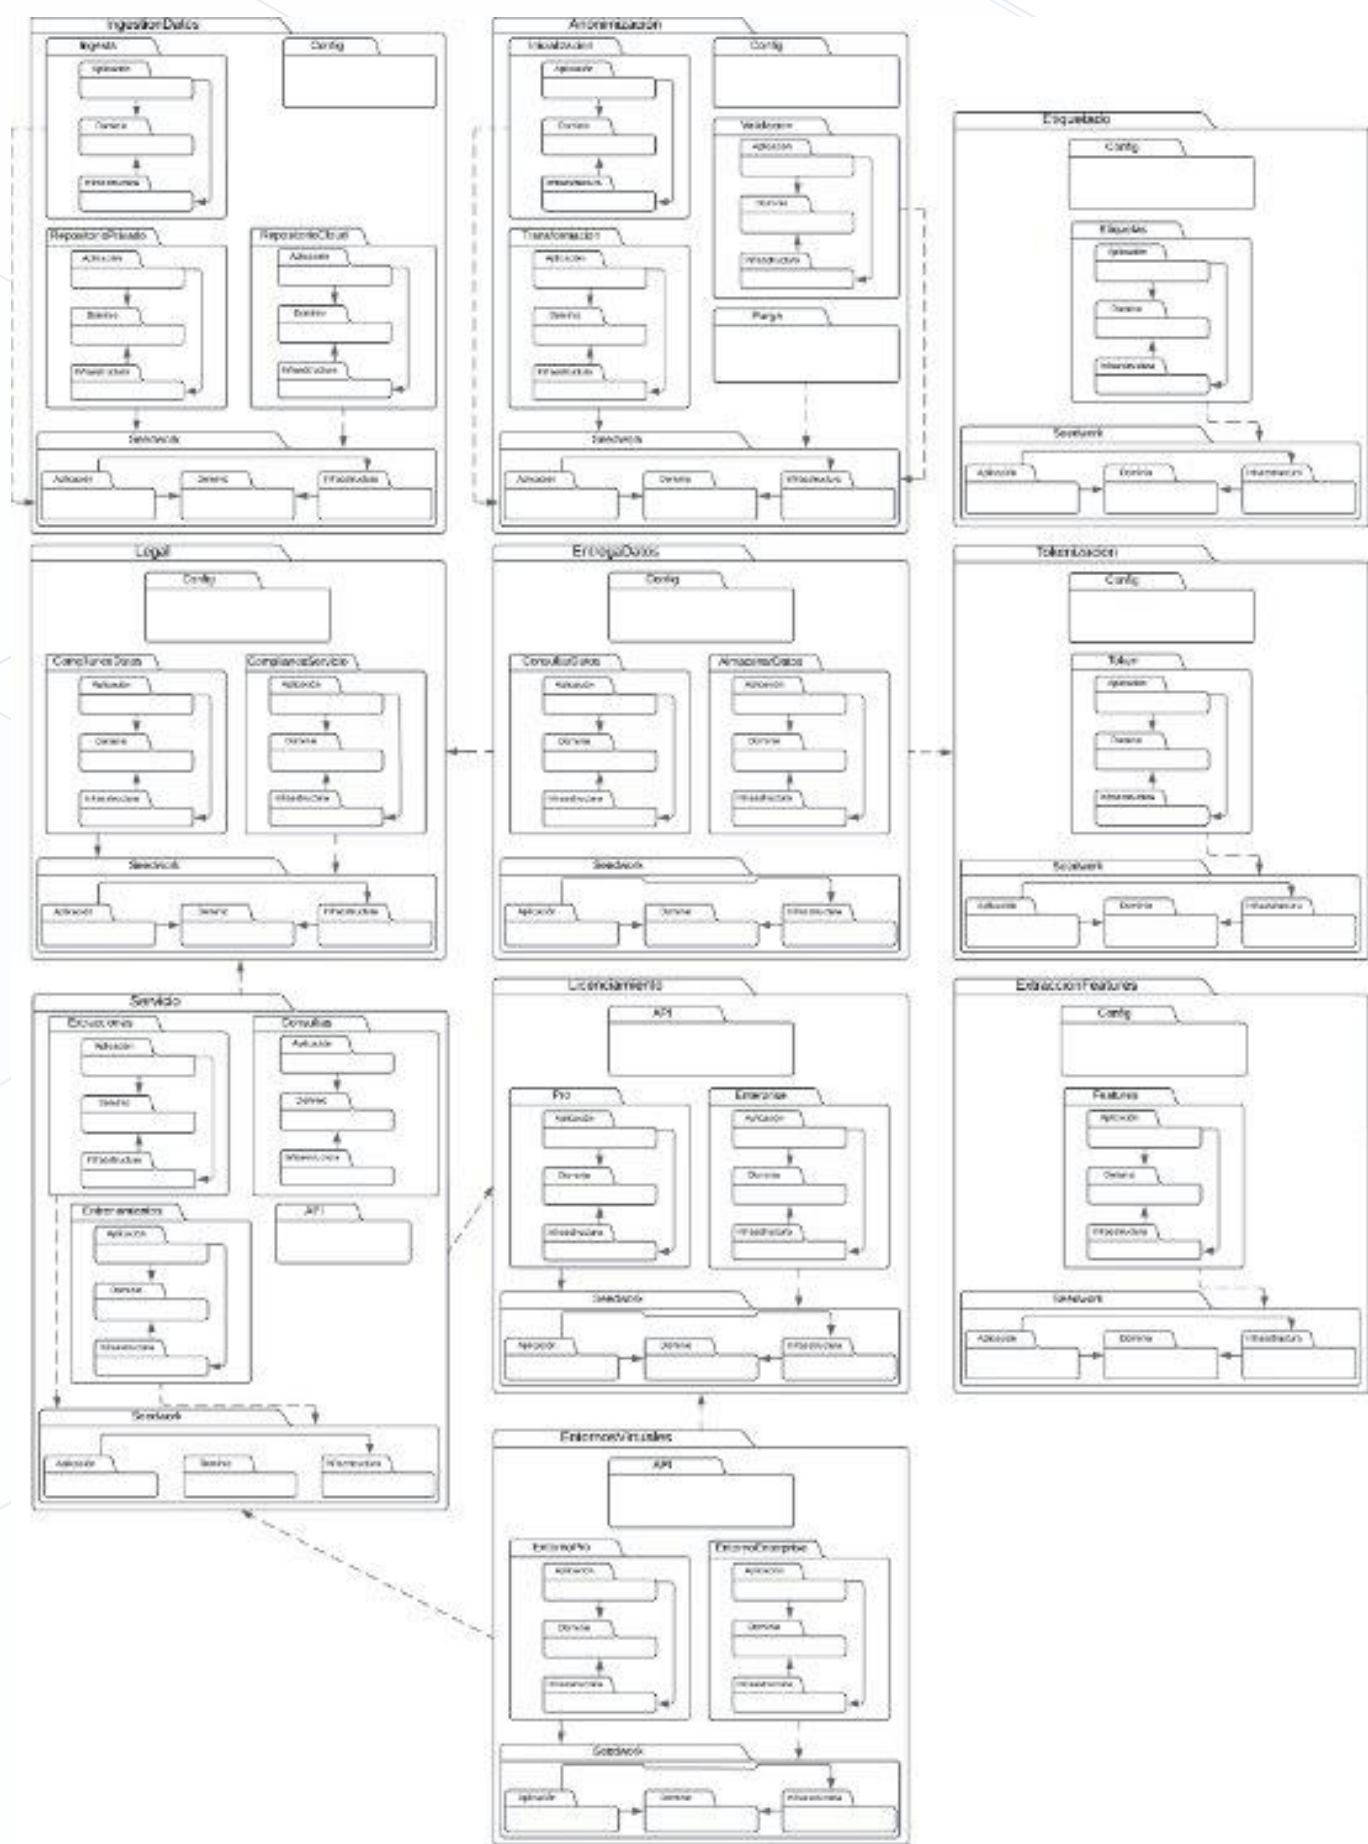 IngestionDatos
Ingesta
Aplicación
Dominio
Infraestructura
Config
RepositorioPrivado
Aplicación
Dominio
Infraestructura
RepositorioCloud
Aplicación
Dominio
Infraestructura
Seedwork
Aplicación
Dominio
Infraestructura
Anonimización
Inicialización
Aplicación
Dominio
Infraestructura
Config
Validacion
Aplicación
Dominio
Infraestructura
Transformacion
Aplicación
Dominio
Infraestructura
Purga
Seedwork
Aplicación
Dominio
Infraestructura
Etiquetado
Config
Etiquetas
Aplicación
Dominio
Infraestructura
Seedwork
Aplicación
Dominio
Infraestructura
Legal
Config
ComplianceDatos
Aplicación
Dominio
Infraestructura
ComplianceServicio
Aplicación
Dominio
Infraestructura
Seedwork
Aplicación
Dominio
Infraestructura
EntregaDatos
Config
ConsultarDatos
Aplicación
Dominio
Infraestructura
AlmacenarDatos
Aplicación
Dominio
Infraestructura
Seedwork
Aplicación
Dominio
Infraestructura
Tokenizacion
Config
Token
Aplicación
Dominio
Infraestructura
Seedwork
Aplicación
Dominio
Infraestructura
Servicio
Aplicación
Dominio
Infraestructura
Consultas
Aplicación
Dominio
Infraestructura
Entrenamientos
Aplicación
Dominio
Infraestructura
API
Seedwork
Aplicación
Dominio
Infraestructura
Licenciamiento
API
Pro
Aplicación
Dominio
Infraestructura
Enterprise
Aplicación
Dominio
Infraestructura
Seedwork
Aplicación
Dominio
Infraestructura
ExtraccionFeatures
Config
Features
Aplicación
Dominio
Infraestructura
Seedwork
Aplicación
Dominio
Infraestructura
EntornosVirtuales
API
EntornoPro
Aplicación
Dominio
Infraestructura
EntornoEnterprise
Aplicación
Dominio
Infraestructura
Seedwork
Aplicación
Dominio
Infraestructura